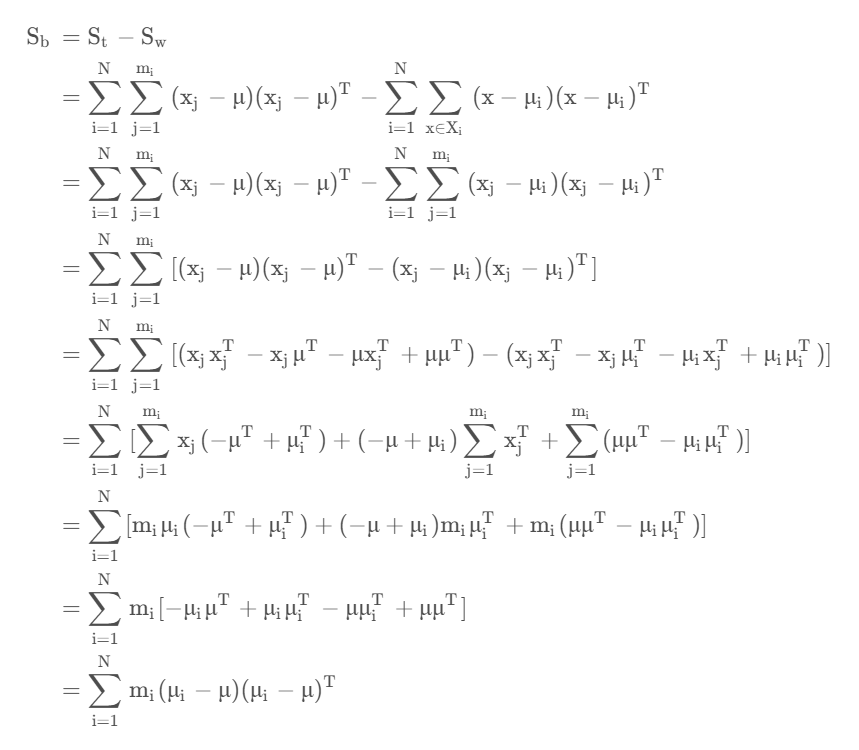 S_b = S_t − S_w
= ∑_{i=1}^{N} ∑_{j=1}^{m_i} (x_j − μ)(x_j − μ)^T − ∑_{i=1}^{N} ∑_{x∈X_i} (x − μ_i)(x − μ_i)^T
= ∑_{i=1}^{N} ∑_{j=1}^{m_i} (x_j − μ)(x_j − μ)^T − ∑_{i=1}^{N} ∑_{j=1}^{m_i} (x_j − μ_i)(x_j − μ_i)^T
= ∑_{i=1}^{N} ∑_{j=1}^{m_i} [(x_j − μ)(x_j − μ)^T − (x_j − μ_i)(x_j − μ_i)^T]
= ∑_{i=1}^{N} ∑_{j=1}^{m_i} [(x_j x_j^T − x_j μ^T − μx_j^T + μμ^T) − (x_j x_j^T − x_j μ_i^T − μ_i x_j^T + μ_i μ_i^T)]
= ∑_{i=1}^{N} [∑_{j=1}^{m_i} x_j (−μ^T + μ_i^T) + (−μ + μ_i) ∑_{j=1}^{m_i} x_j^T + ∑_{j=1}^{m_i} (μμ^T − μ_i μ_i^T)]
= ∑_{i=1}^{N} [m_i μ_i (−μ^T + μ_i^T) + (−μ + μ_i)m_i μ_i^T + m_i (μμ^T − μ_i μ_i^T)]
= ∑_{i=1}^{N} m_i [−μ_i μ^T + μ_i μ_i^T − μμ_i^T + μμ^T]
= ∑_{i=1}^{N} m_i (μ_i − μ)(μ_i − μ)^T